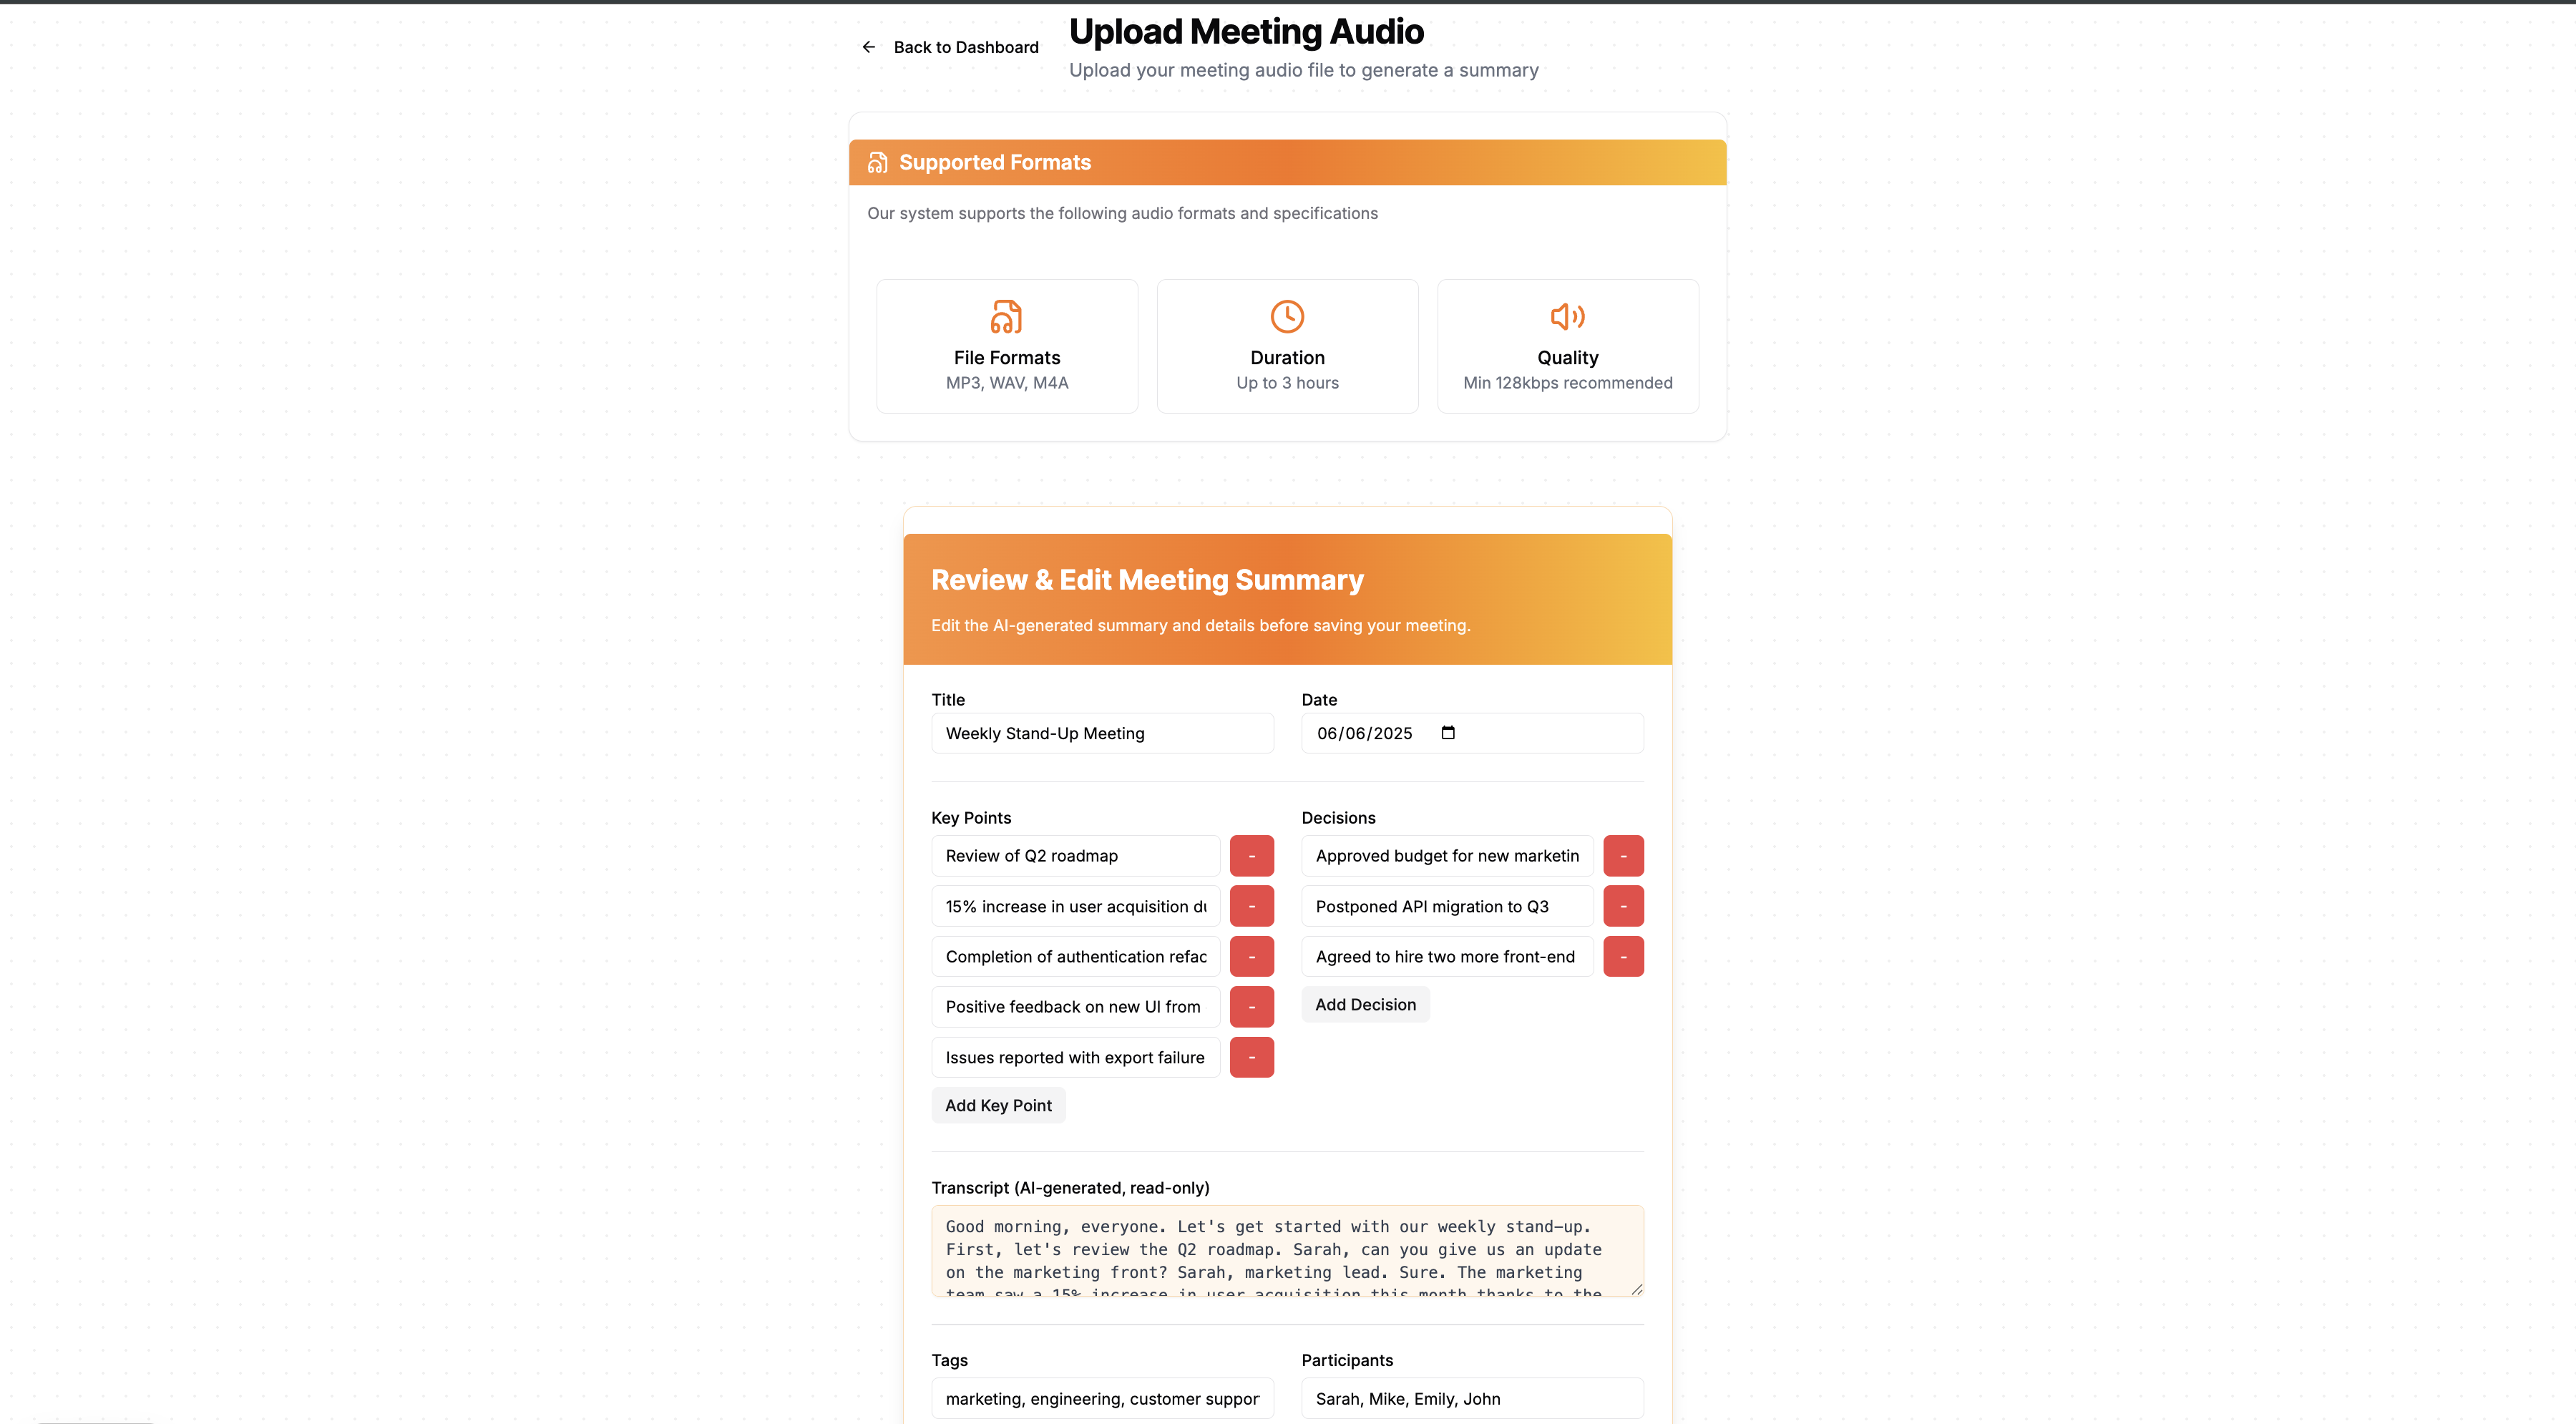 Back to Dashboard
Upload Meeting Audio
Upload your meeting audio file to generate a summary
Supported Formats
Our system supports the following audio formats and specifications
File Formats
MP3, WAV, M4A
Duration
Up to 3 hours
Quality
Min 128kbps recommended
Review & Edit Meeting Summary
Edit the AI-generated summary and details before saving your meeting.
Title
Weekly Stand-Up Meeting
Date
06/06/2025
Key Points
Review of Q2 roadmap
-
15% increase in user acquisition
-
Completion of authentication refac
-
Positive feedback on new UI from
-
Issues reported with export failure
-
Add Key Point
Decisions
Approved budget for new marketin
-
Postponed API migration to Q3
-
Agreed to hire two more front-end
-
Add Decision
Transcript (AI-generated, read-only)
Good morning, everyone. Let's get started with our weekly stand-up.
First, let's review the Q2 roadmap. Sarah, can you give us an update
on the marketing front? Sarah, marketing lead. Sure. The marketing
team saw a 15% increase in user acquisition this month thanks to the
Tags
marketing, engineering, customer suppor
Participants
Sarah, Mike, Emily, John